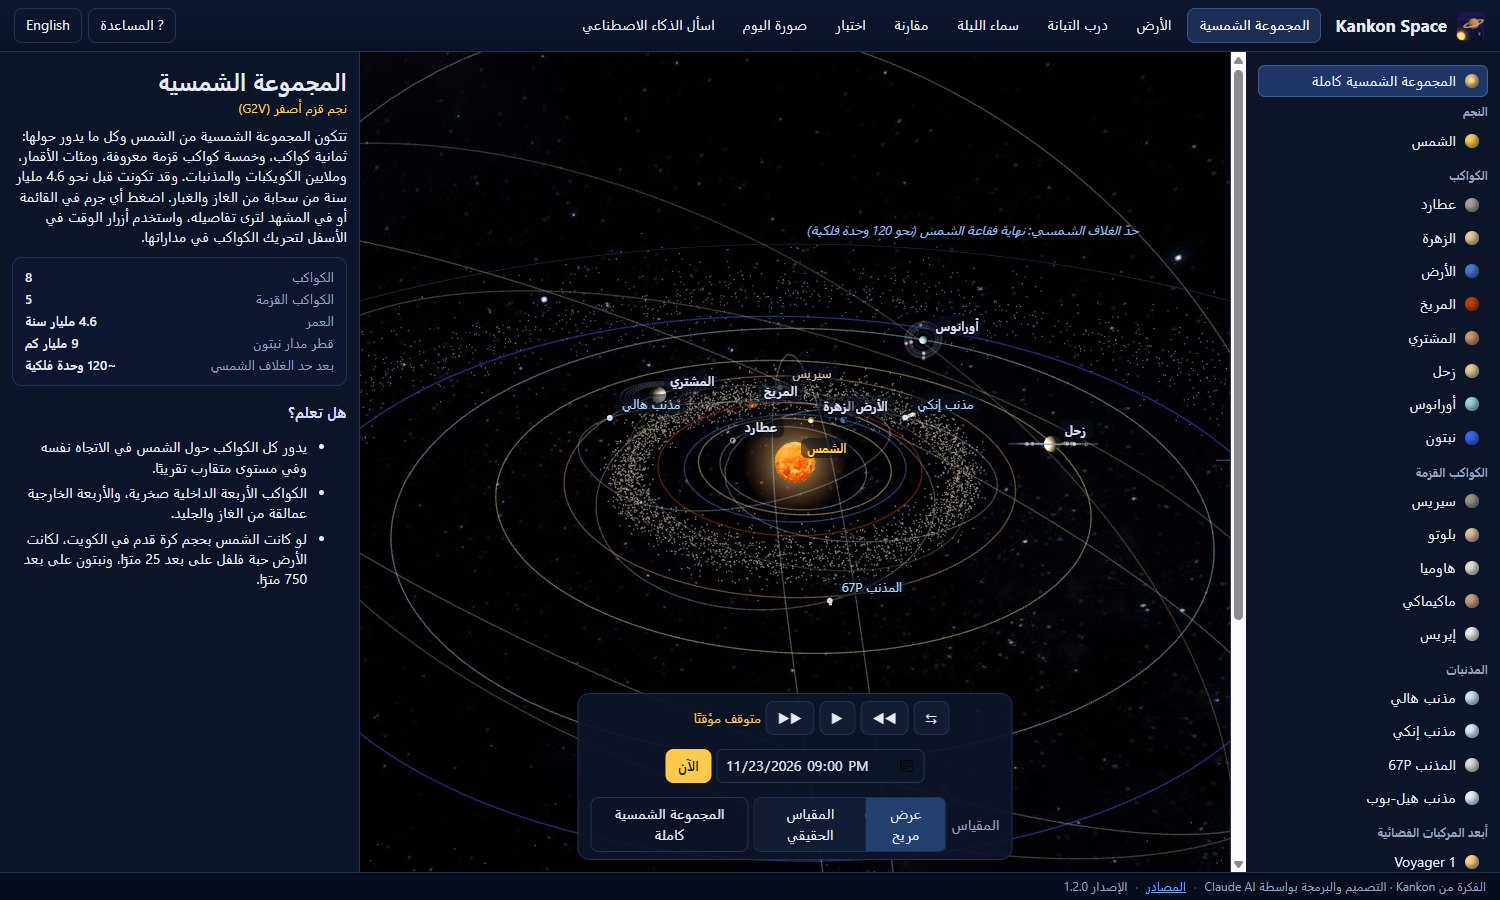 Kankon Space
المجموعة الشمسية
الأرض
درب التبانة
سماء الليلة
مقارنة
اختبار
صورة اليوم
اسأل الذكاء الاصطناعي
? المساعدة
English
المجموعة الشمسية كاملة
النجم
الشمس
الكواكب
عطارد
الزهرة
الأرض
المريخ
المشتري
زحل
أورانوس
نبتون
الكواكب القزمة
سيريس
بلوتو
هاوميا
ماكيماكي
إيريس
المذنبات
مذنب هالي
مذنب إنكي
المذنب 67P
مذنب هيل-بوب
أبعد المركبات الفضائية
Voyager 1
حدّ الغلاف الشمسي: نهاية فقاعة الشمس (نحو 120 وحدة فلكية)
أورانوس
سيريس
المشتري
المريخ
مذنب هالي
الأرض
الزهرة
مذنب إنكي
عطارد
زحل
الشمس
المذنب 67P
متوقف مؤقتًا
11/23/2026 09:00 PM
الآن
المقياس
عرض مريح
المقياس الحقيقي
المجموعة الشمسية كاملة
المجموعة الشمسية
نجم قزم أصفر (G2V)
تتكون المجموعة الشمسية من الشمس وكل ما يدور حولها:
ثمانية كواكب، وخمسة كواكب قزمة معروفة، ومئات الأقمار،
وملايين الكويكبات والمذنبات. وقد تكونت قبل نحو 4.6 مليار
سنة من سحابة من الغاز والغبار. اضغط أي جرم في القائمة
أو في المشهد لترى تفاصيله، واستخدم أزرار الوقت في
الأسفل لتحريك الكواكب في مداراتها.
الكواكب 8
الكواكب القزمة 5
العمر 4.6 مليار سنة
قطر مدار نبتون 9 مليار كم
بعد حد الغلاف الشمسي ~120 وحدة فلكية
هل تعلم؟
يدور كل الكواكب حول الشمس في الاتجاه نفسه
وفي مستوى متقارب تقريبًا.
الكواكب الأربعة الداخلية صخرية، والأربعة الخارجية
عمالقة من الغاز والجليد.
لو كانت الشمس بحجم كرة قدم في الكويت، لكانت
الأرض حبة فلفل على بعد 25 مترًا، ونبتون على بعد
750 مترًا.
الفكرة من Kankon · التصميم والبرمجة بواسطة Claude AI · المصادر · الإصدار 1.2.0